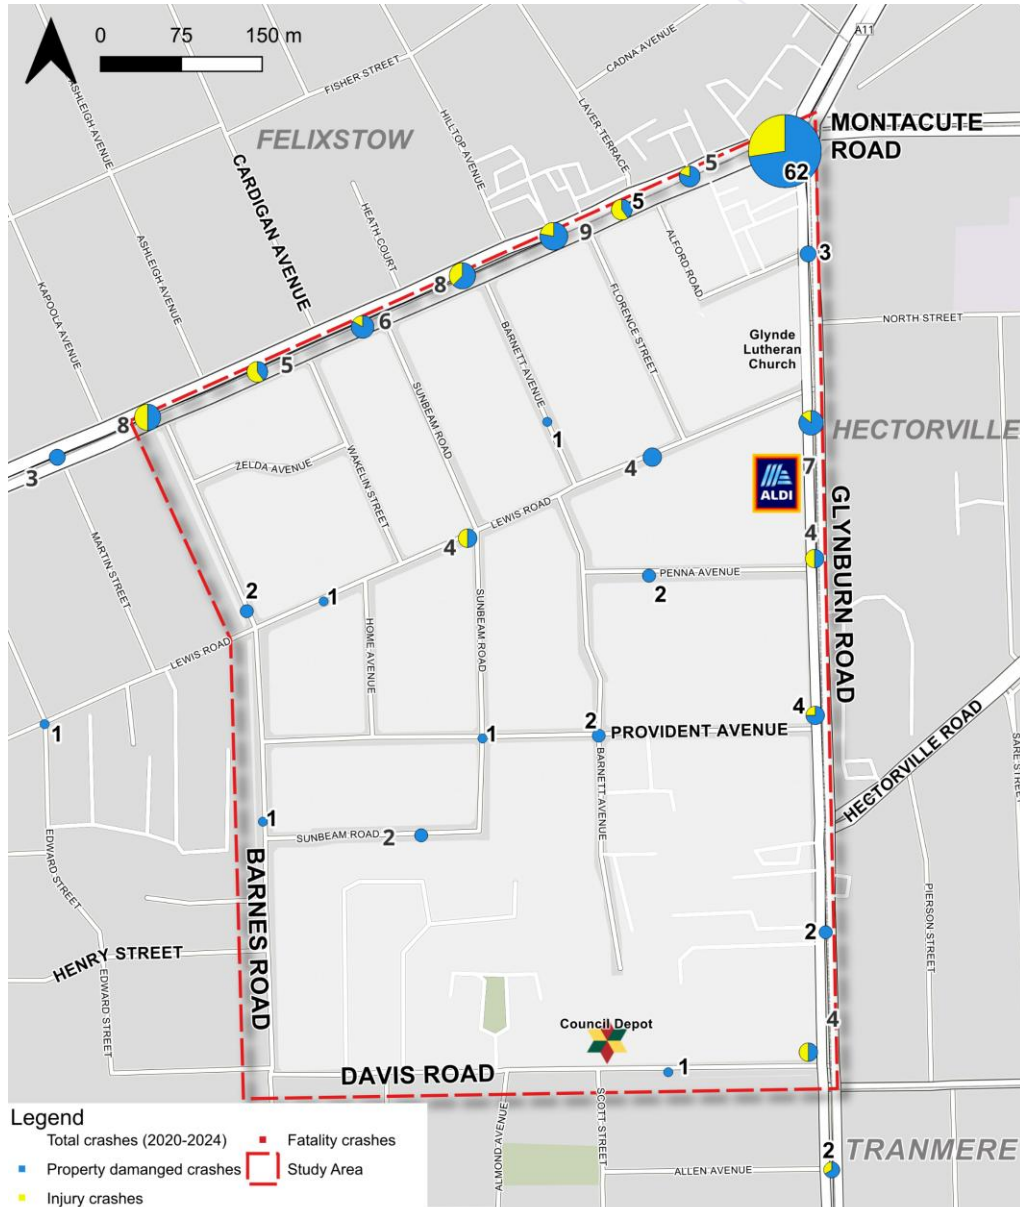 0 75 150 m
A11
CADNA AVENUE
FISHER STREET
ASHLEIGH AVENUE
HILLTOP AVENUE
LAVER TERRACE
MONTACUTE
ROAD
FELIXSTOW
CARDIGAN AVENUE
HEATH COURT
62
5
5
9
ALFORD ROAD
3
ASHLEIGH AVENUE
KAPOOLA AVENUE
8
6
FLORENCE STREET
BARNETT AVENUE
NORTH STREET
Glynde
Lutheran
Church
5
SUNBEAM ROAD
8
1
HECTORVILLE
3
ZELDA AVENUE
WAKELIN STREET
4
7
ALDI
GLYNBURN ROAD
LEWIS ROAD
4
4
MARTIN STREET
PENNA AVENUE
2
2
1
SUNBEAM ROAD
HOME AVENUE
LEWIS ROAD
4
HECTORVILLE ROAD
1
1
2
PROVIDENT AVENUE
SARE STREET
BARNETT AVENUE
1
SUNBEAM ROAD 2
EDWARD STREET
BARNES ROAD
PIERSON STREET
2
HENRY STREET
EDWARD STREET
4
Council Depot
DAVIS ROAD
1
ALMOND AVENUE
SCOTT STREET
2
TRANMERE
ALLEN AVENUE
Legend
Total crashes (2020-2024)
Fatality crashes
Property damanged crashes
Study Area
Injury crashes